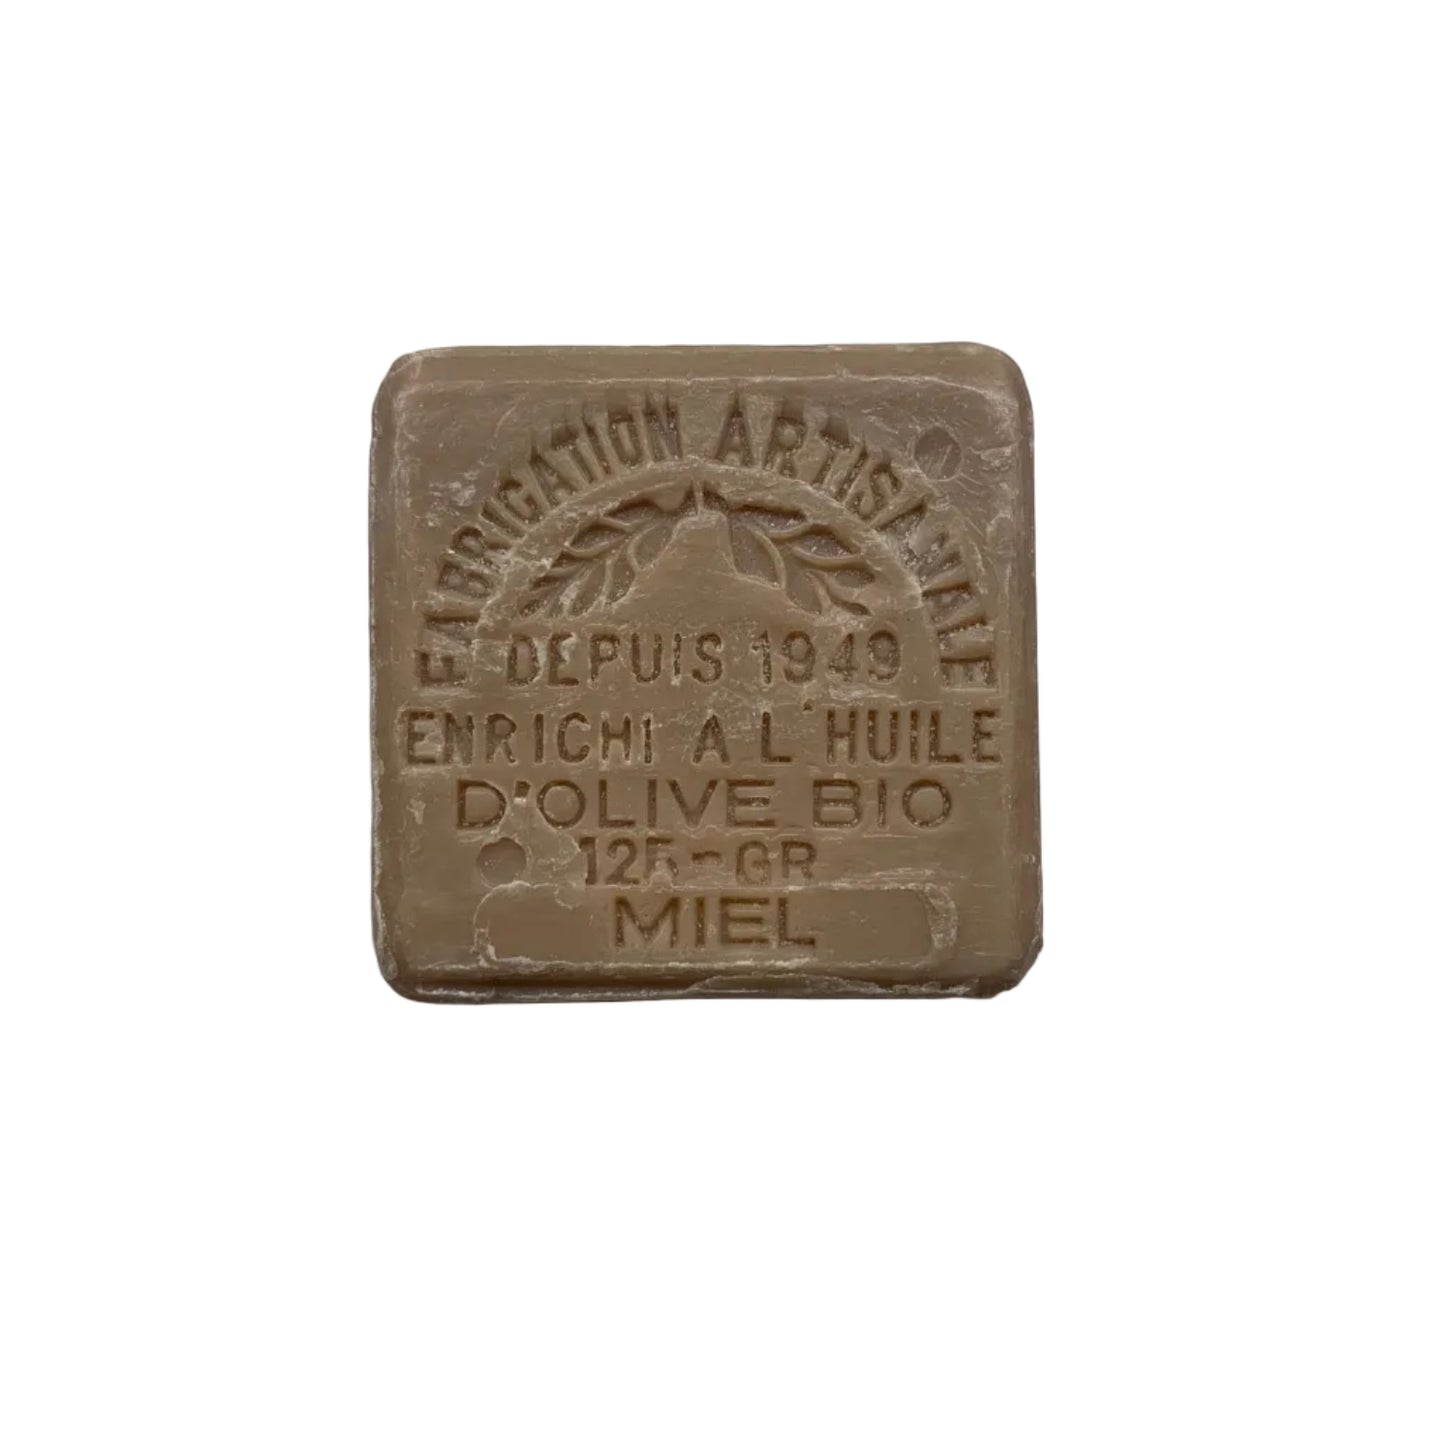 FABRICATION ARTISANALE
DEPUIS 1949
ENRICHI A L'HUILE
D'OLIVE BIO
125-GR
MIEL